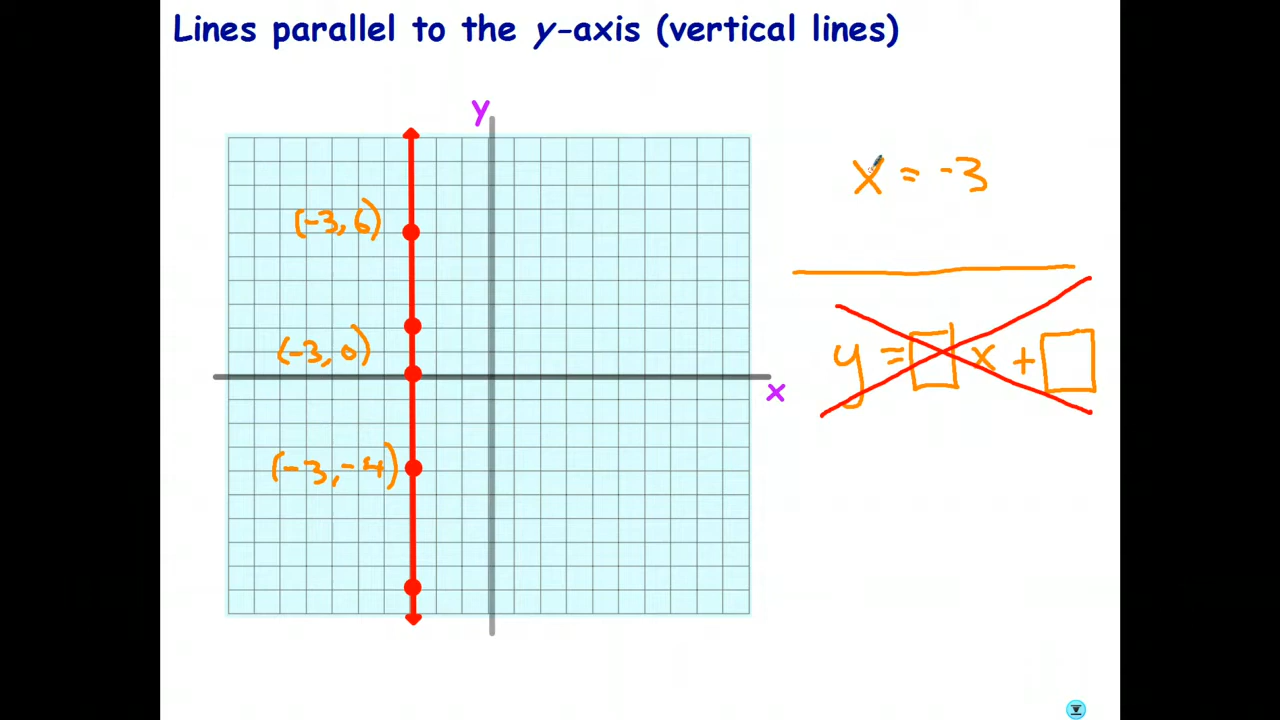 Lines parallel to the y-axis (vertical lines)
y
x = -3
(-3, 6)
(-3, 0)
y = □ x + □
x
(-3, -4)